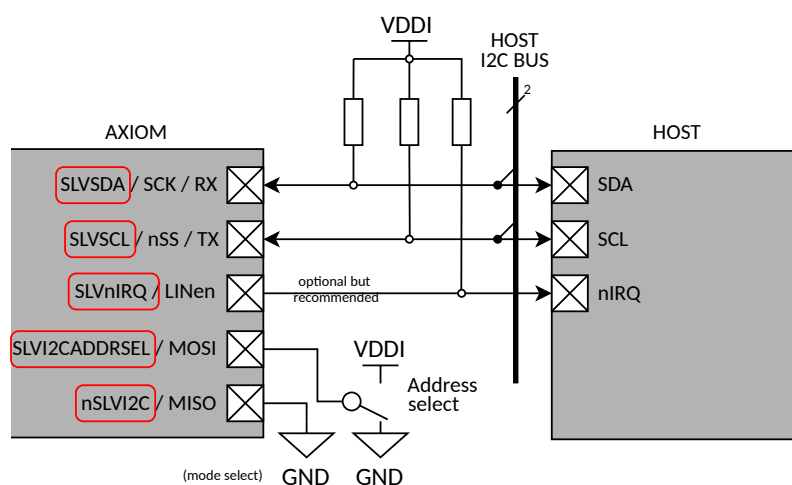 VDDI
HOST
I2C BUS
2
AXIOM
HOST
SLVSDA / SCK / RX
SDA
SLVSCL / nSS / TX
SCL
SLVnIRQ / LINen
optional but
recommended
nIRQ
SLVI2CADDRSEL / MOSI
VDDI
Address
select
nSLVI2C / MISO
(mode select)
GND
GND